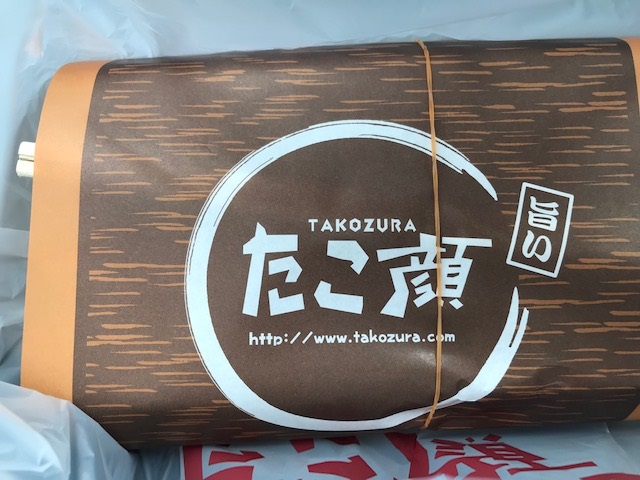 TAKOZURA
たこ顔
http://www.takozura.com
旨い